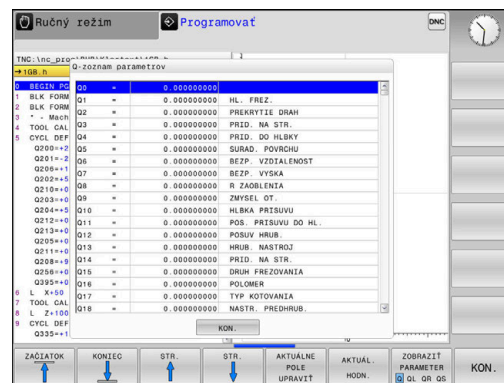 Ručný režim
Programovať
DNC
TNC:\nc_pro
→1GB.h
Q-zoznam parametrov
0 BEGIN PG
1 BLK FORM
2 BLK FORM
3 * - Mach
4 TOOL CAL
5 CYCL DEF
Q200=+2
Q201=-2
Q206=+1
Q202=+5
Q210=+0
Q203=+0
Q204=+5
Q212=+0
Q213=+0
Q205=+0
Q211=+0
Q208=+9
Q256=+0
Q395=+0
6 L X+50
7 TOOL CAL
8 L Z+100
9 CYCL DEF
Q335=+1
Q0 = 0.000000000
Q1 = 0.000000000 HL. FREZ.
Q2 = 0.000000000 PREKRYTIE DRAH
Q3 = 0.000000000 PRID. NA STR.
Q4 = 0.000000000 PRID. DO HLBKY
Q5 = 0.000000000 SURAD. POVRCHU
Q6 = 0.000000000 BEZP. VZDIALENOST
Q7 = 0.000000000 BEZP. VYSKA
Q8 = 0.000000000 R ZAOBLENIA
Q9 = 0.000000000 ZMYSEL OT.
Q10 = 0.000000000 HLBKA PRISUVU
Q11 = 0.000000000 POS. PRISUVU DO HL.
Q12 = 0.000000000 POSUV HRUB.
Q13 = 0.000000000 HRUB. NASTROJ
Q14 = 0.000000000 PRID. NA STR.
Q15 = 0.000000000 DRUH FREZOVANIA
Q16 = 0.000000000 POLOMER
Q17 = 0.000000000 TYP KOTOVANIA
Q18 = 0.000000000 NASTR. PREDHRUB.
KON.
ZAČIATOK
KONIEC
STR.
STR.
AKTUÁLNE
POLE
UPRAVIŤ
AKTUÁL.
HODN.
ZOBRAZIŤ
PARAMETER
Q QL QR QS
KON.